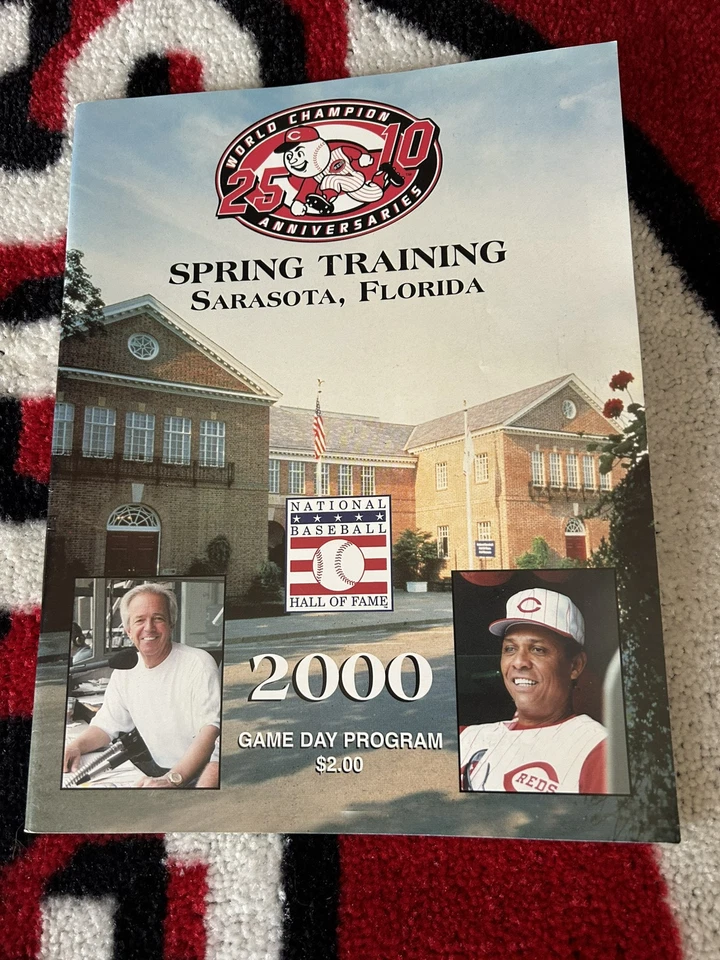 WORLD CHAMPION
25 10
ANNIVERSARIES
C
SPRING TRAINING
SARASOTA, FLORIDA
NATIONAL
BASEBALL
HALL OF FAME
C
REDS
2000
GAME DAY PROGRAM
$2.00